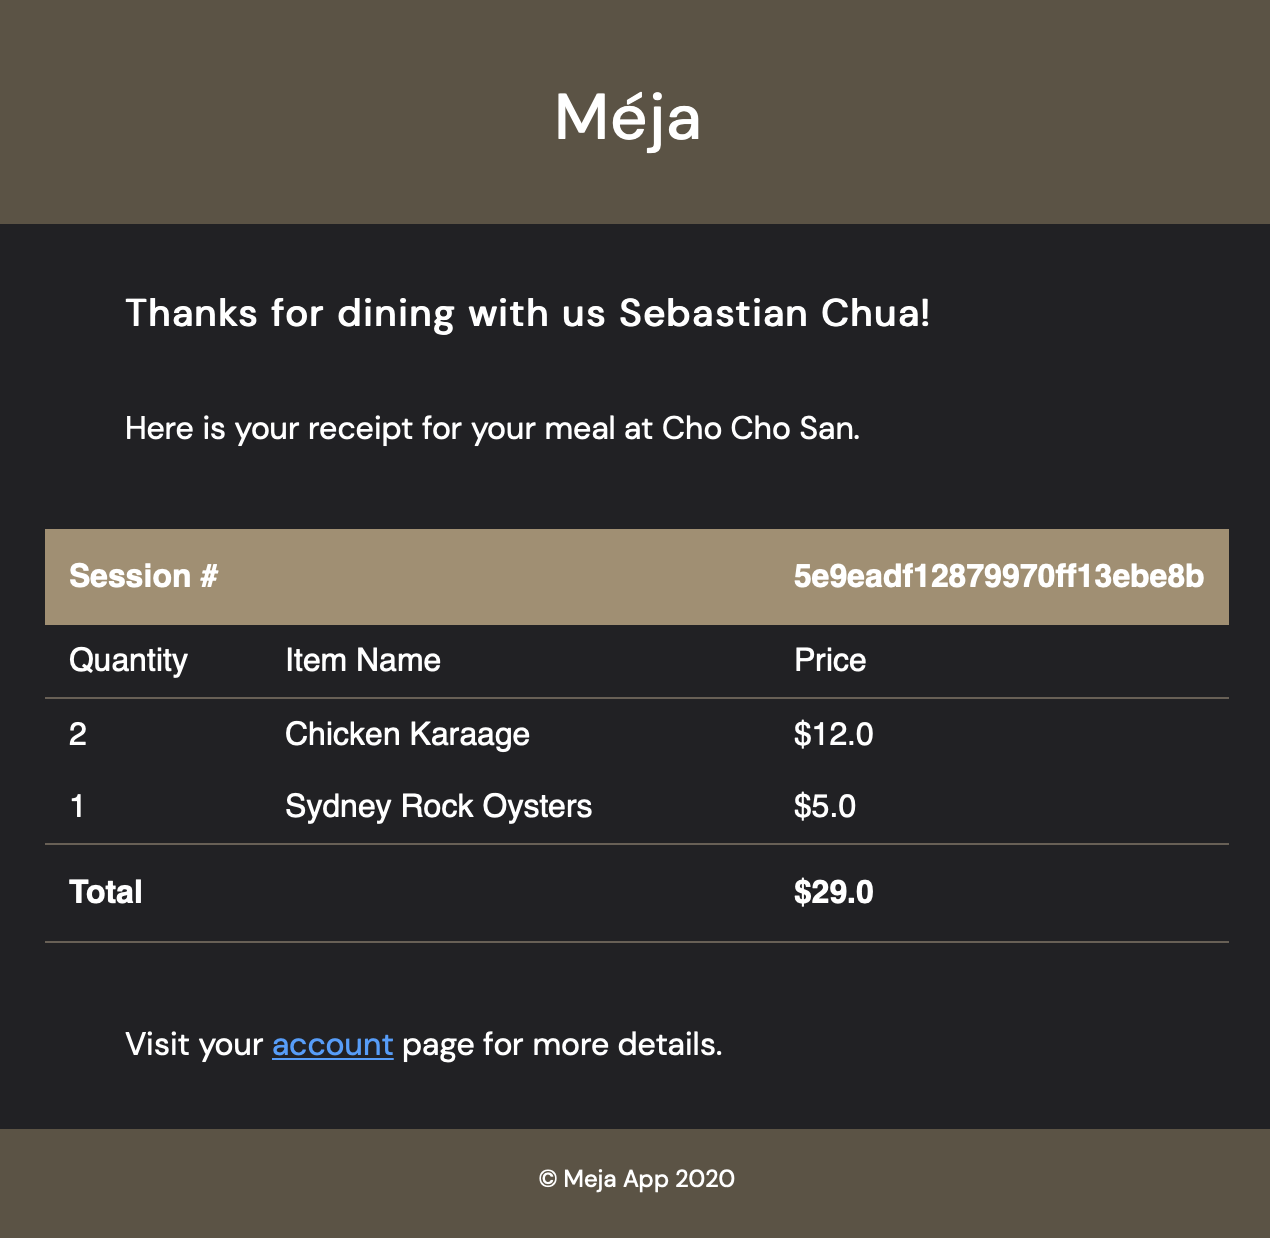 Méja
Thanks for dining with us Sebastian Chua!
Here is your receipt for your meal at Cho Cho San.
Session # 5e9eadf12879970ff13ebe8b
Quantity Item Name Price
2 Chicken Karaage $12.0
1 Sydney Rock Oysters $5.0
Total $29.0
Visit your account page for more details.
© Meja App 2020